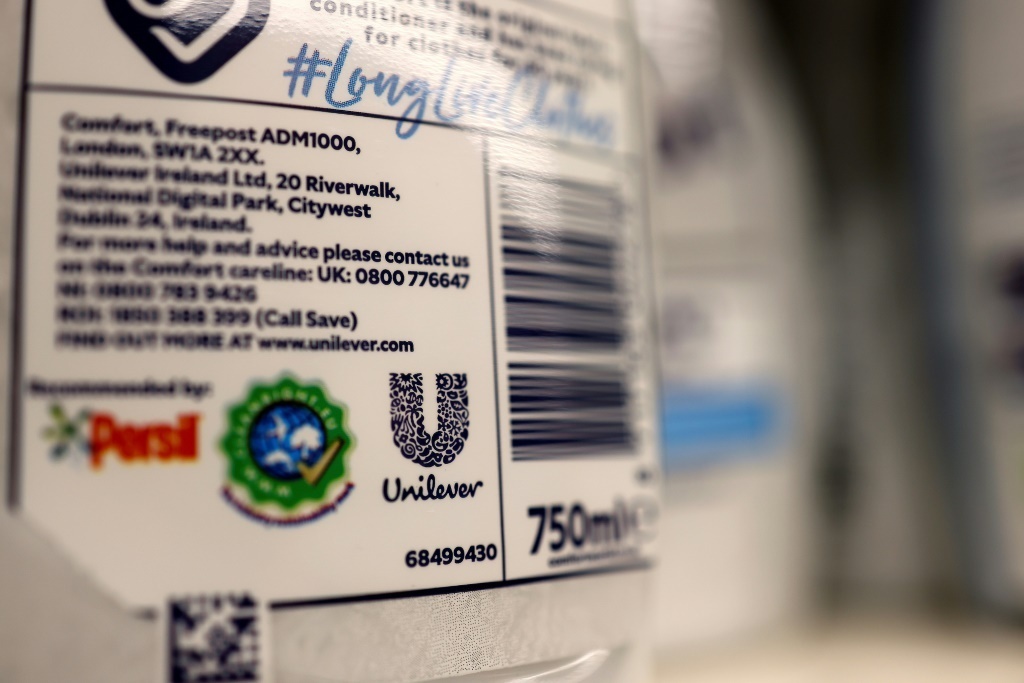 conditioner and
for clothes
#LongLiveClothes
Comfort, Freepost ADM1000,
London, SW1A 2XX.
Unilever Ireland Ltd, 20 Riverwalk,
National Digital Park, Citywest
Dublin 24, Ireland.
For more help and advice please contact us
on the Comfort careline: UK: 0800 776647
NI: 0800 783 9426
ROI: 1850 388 399 (Call Save)
FIND OUT MORE AT www.unilever.com
Recommended by:
Persil
Unilever
68499430
750ml